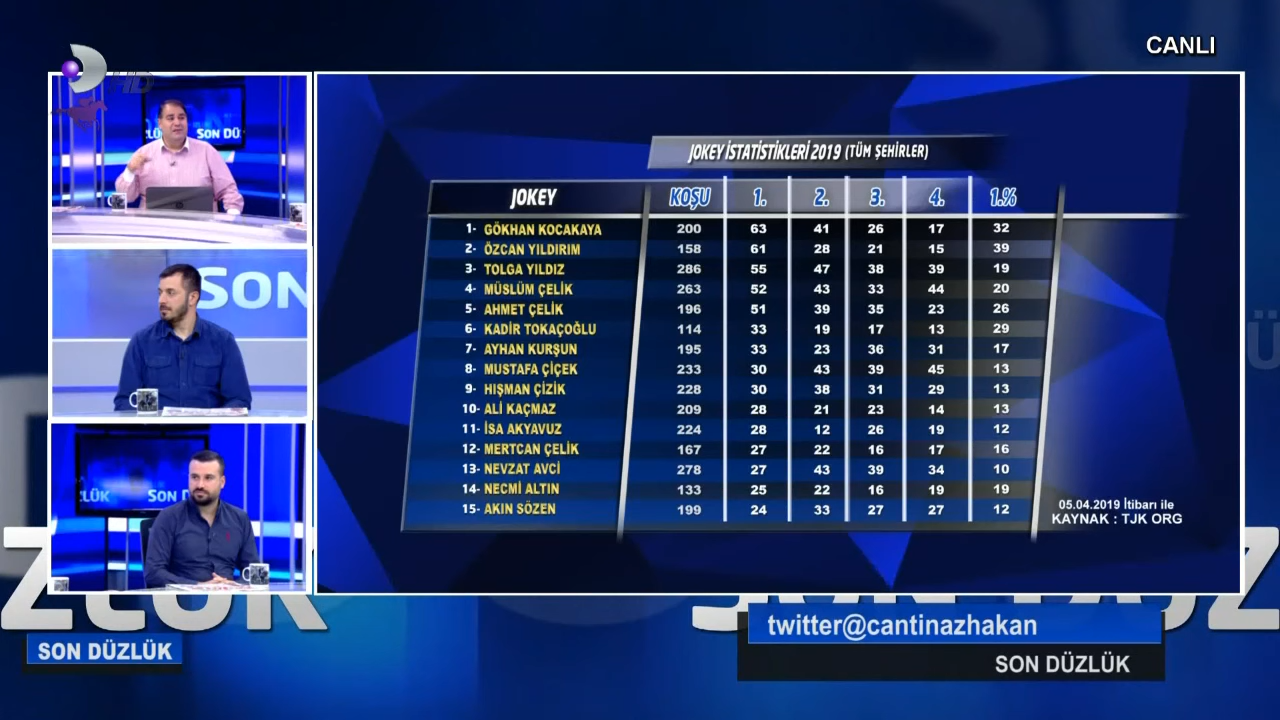 CANLI
HD
SON DÜZ
SON
LÜK
SON D
JOKEY İSTATİSTİKLERİ 2019 (TÜM ŞEHİRLER)
JOKEY KOŞU 1. 2. 3. 4. 1.%
1- GÖKHAN KOCAKAYA 200 63 41 26 17 32
2- ÖZCAN YILDIRIM 158 61 28 21 15 39
3- TOLGA YILDIZ 286 55 47 38 39 19
4- MÜSLÜM ÇELİK 263 52 43 33 44 20
5- AHMET ÇELİK 196 51 39 35 23 26
6- KADİR TOKAÇOĞLU 114 33 19 17 13 29
7- AYHAN KURŞUN 195 33 23 36 31 17
8- MUSTAFA ÇİÇEK 233 30 43 39 45 13
9- HIŞMAN ÇİZİK 228 30 38 31 29 13
10- ALİ KAÇMAZ 209 28 21 23 14 13
11- İSA AKYAVUZ 224 28 12 26 19 12
12- MERTCAN ÇELİK 167 27 22 16 17 16
13- NEVZAT AVCİ 278 27 43 39 34 10
14- NECMİ ALTIN 133 25 22 16 19 19
15- AKIN SÖZEN 199 24 33 27 27 12
05.04.2019 İtibarı ile
KAYNAK : TJK ORG
twitter@cantinazhakan
SON DÜZLÜK
SON DÜZLÜK